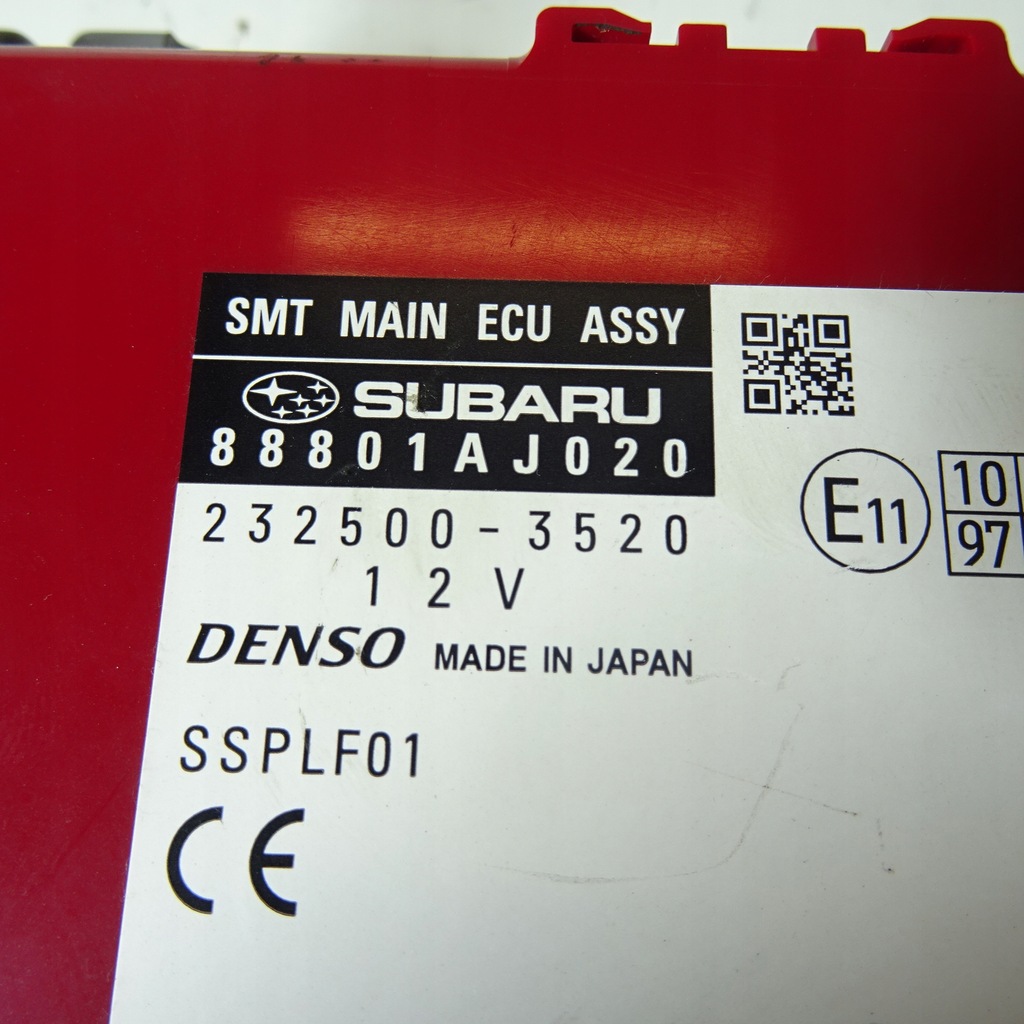 SMT MAIN ECU ASSY
SUBARU
88801AJ020
232500-3520
12V
DENSO MADE IN JAPAN
SSPLF01
CE
E11
10
97